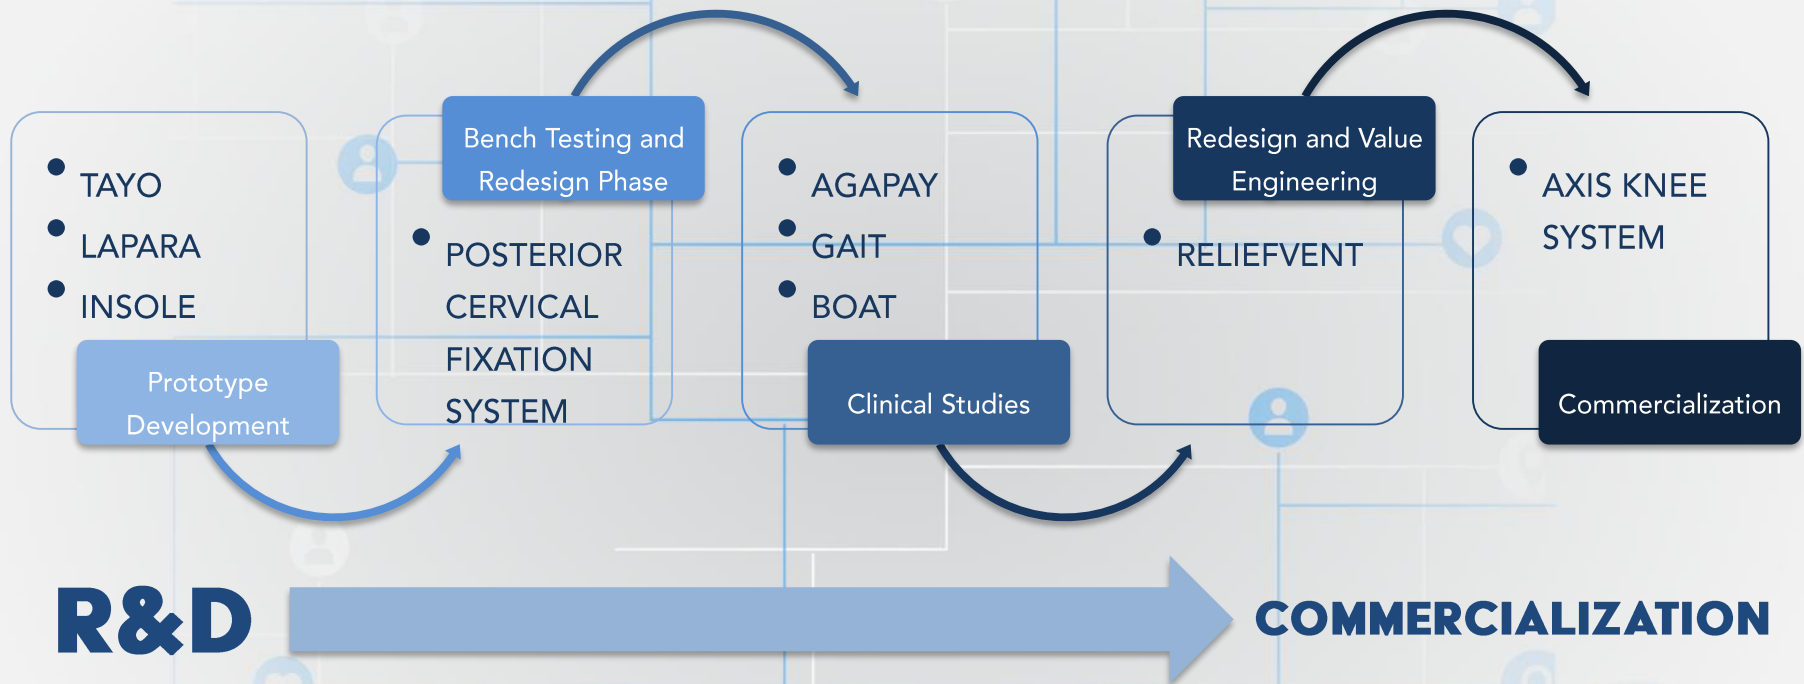 TAYO
LAPARA
INSOLE
Prototype
Development
Bench Testing and
Redesign Phase
POSTERIOR
CERVICAL
FIXATION
SYSTEM
AGAPAY
GAIT
BOAT
Clinical Studies
Redesign and Value
Engineering
RELIEFVENT
AXIS KNEE
SYSTEM
Commercialization
R&D
COMMERCIALIZATION